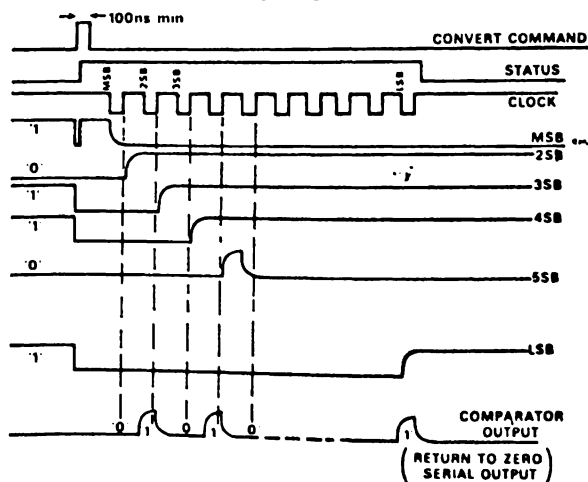 100ns min
CONVERT COMMAND
STATUS
MSB 2SB 3SB LSB
CLOCK
1
MSB
0
2SB
1
3SB
1
4SB
0
5SB
1
LSB
0 1 0 1 0 1
COMPARATOR
OUTPUT
(RETURN TO ZERO
SERIAL OUTPUT)